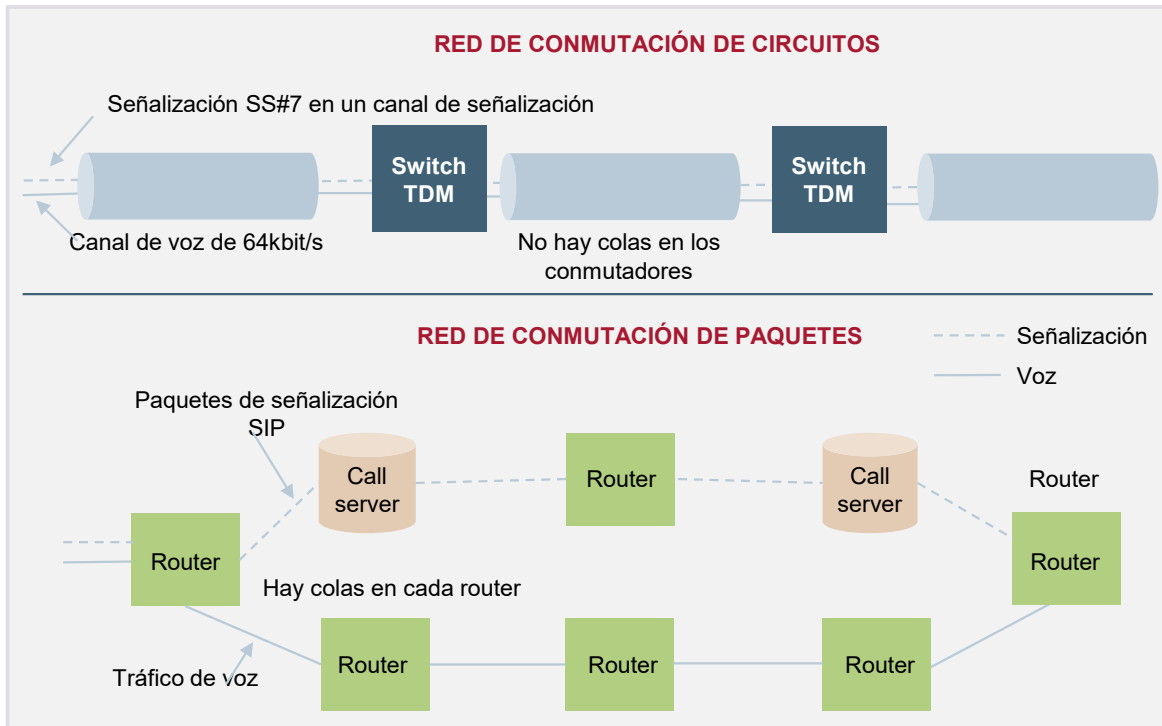 RED DE CONMUTACIÓN DE CIRCUITOS
Señalización SS#7 en un canal de señalización
Switch
TDM
Switch
TDM
Canal de voz de 64kbit/s
No hay colas en los
conmutadores
RED DE CONMUTACIÓN DE PAQUETES
Señalización
Voz
Paquetes de señalización
SIP
Call
server
Router
Call
server
Router
Router
Router
Hay colas en cada router
Router
Router
Router
Tráfico de voz